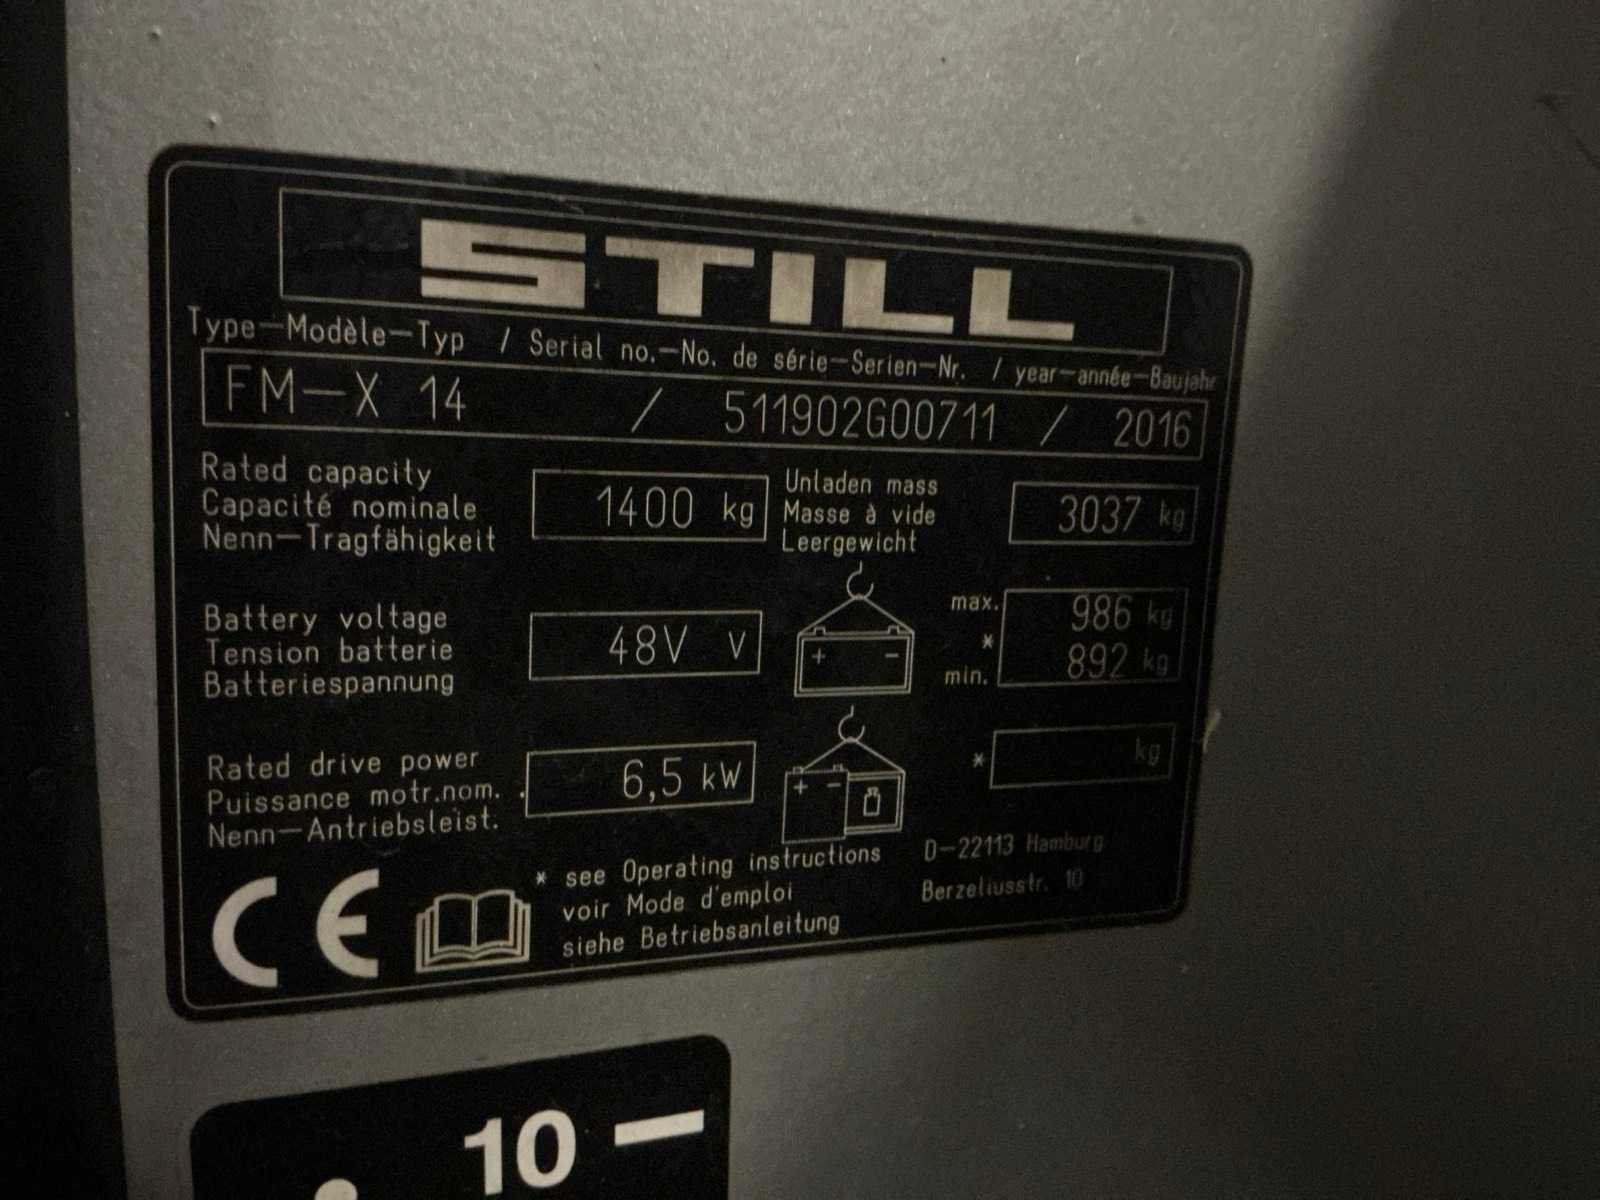 STILL
Type—Modèle—Typ / Serial no.—No. de série—Serien—Nr. / year—année—Baujahr
FM—X 14 / 511902G00711 / 2016
Rated capacity
Capacité nominale
Nenn—Tragfähigkeit
1400 kg
Unladen mass
Masse à vide
Leergewicht
3037 kg
Battery voltage
Tension batterie
Batteriespannung
48V V
+ −
max. 986 kg
*
min. 892 kg
Rated drive power
Puissance motr.nom.
Nenn—Antriebsleist.
6,5 kW
+ −
* kg
CE
* see Operating instructions
voir Mode d'emploi
siehe Betriebsanleitung
D—22113 Hamburg
Berzeliusstr. 10
10 —